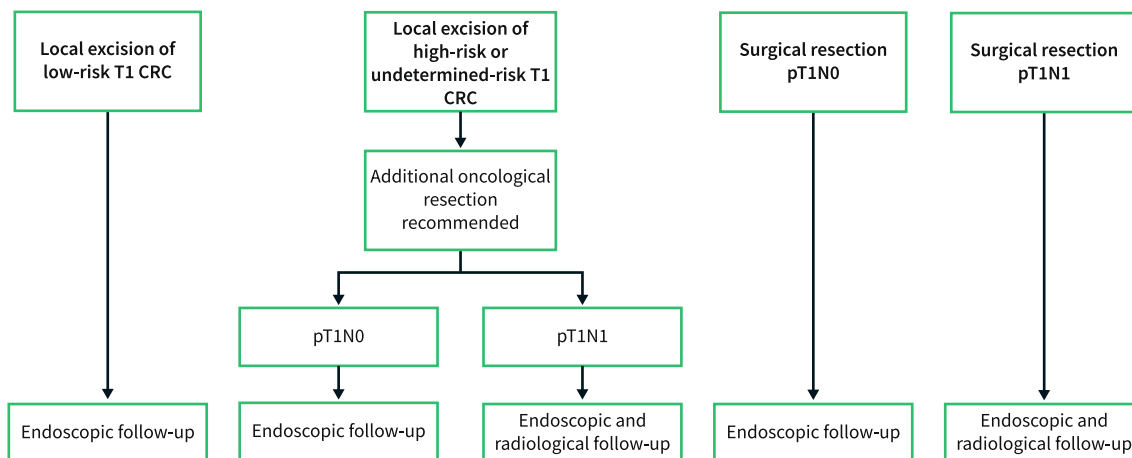 Local excision of
low-risk T1 CRC
Local excision of
high-risk or
undetermined-risk T1
CRC
Surgical resection
pT1N0
Surgical resection
pT1N1
Additional oncological
resection
recommended
pT1N0
pT1N1
Endoscopic follow-up
Endoscopic follow-up
Endoscopic and
radiological follow-up
Endoscopic follow-up
Endoscopic and
radiological follow-up